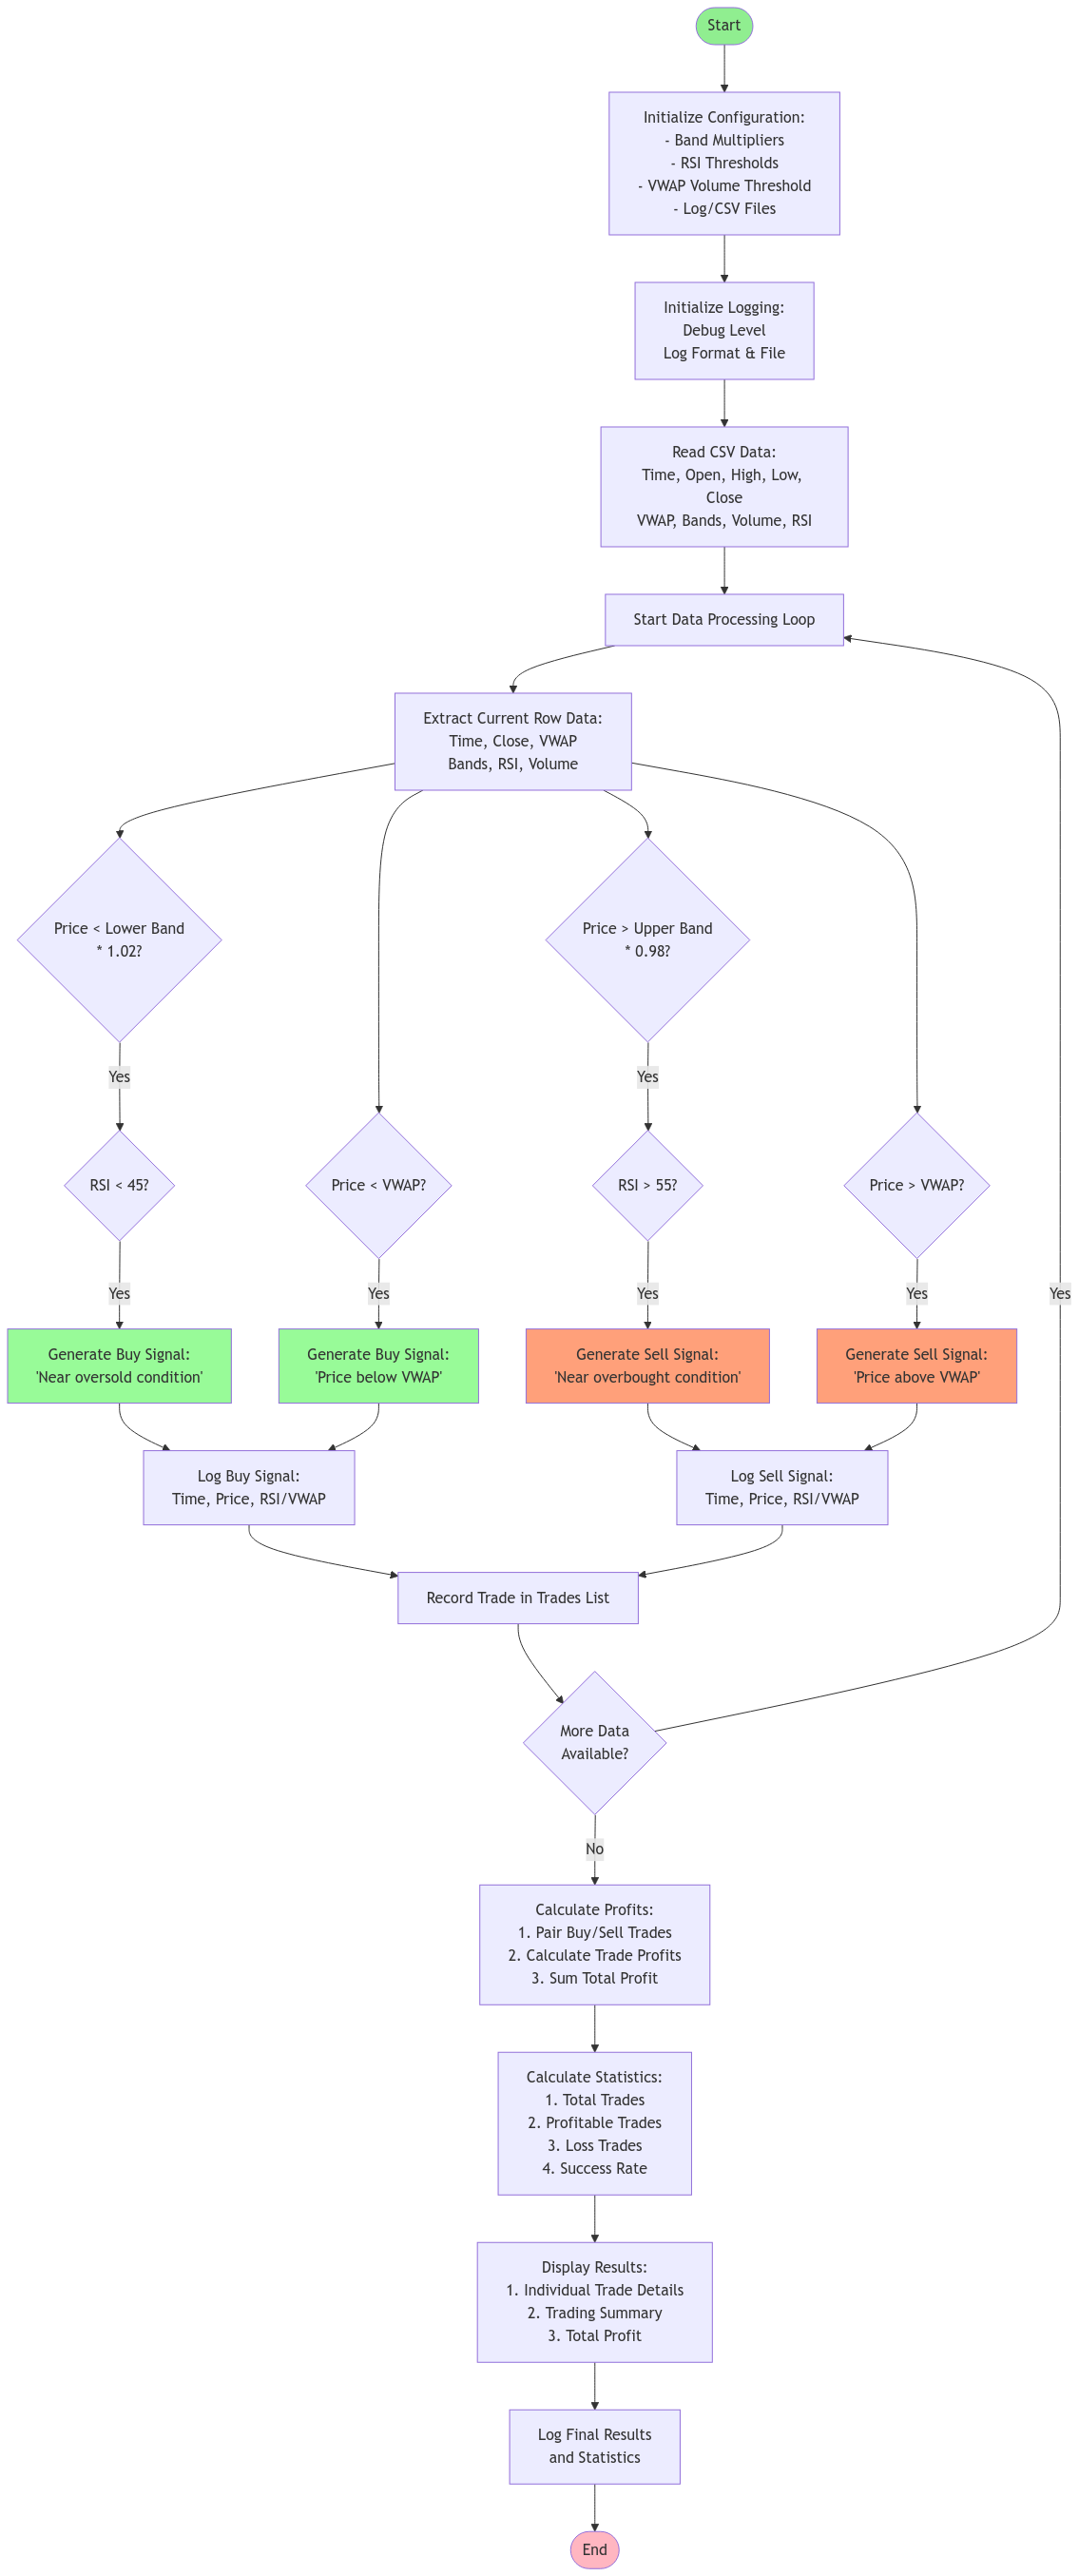 Start
Initialize Configuration:
- Band Multipliers
- RSI Thresholds
- VWAP Volume Threshold
- Log/CSV Files
Initialize Logging:
Debug Level
Log Format & File
Read CSV Data:
Time, Open, High, Low,
Close
VWAP, Bands, Volume, RSI
Start Data Processing Loop
Extract Current Row Data:
Time, Close, VWAP
Bands, RSI, Volume
Price < Lower Band
* 1.02?
Price > Upper Band
* 0.98?
Yes
Yes
RSI < 45?
Price < VWAP?
RSI > 55?
Price > VWAP?
Yes
Yes
Yes
Yes
Yes
Generate Buy Signal:
'Near oversold condition'
Generate Buy Signal:
'Price below VWAP'
Generate Sell Signal:
'Near overbought condition'
Generate Sell Signal:
'Price above VWAP'
Log Buy Signal:
Time, Price, RSI/VWAP
Log Sell Signal:
Time, Price, RSI/VWAP
Record Trade in Trades List
More Data
Available?
No
Calculate Profits:
1. Pair Buy/Sell Trades
2. Calculate Trade Profits
3. Sum Total Profit
Calculate Statistics:
1. Total Trades
2. Profitable Trades
3. Loss Trades
4. Success Rate
Display Results:
1. Individual Trade Details
2. Trading Summary
3. Total Profit
Log Final Results
and Statistics
End